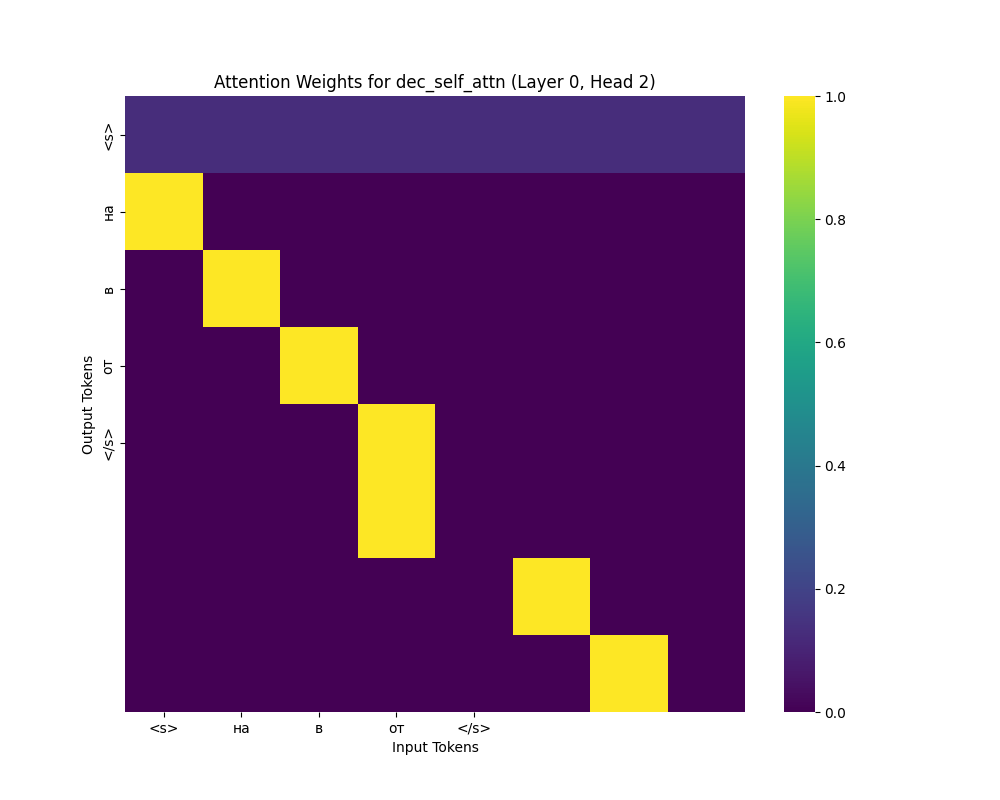 Attention Weights for dec_self_attn (Layer 0, Head 2)
Output Tokens
<s>
на
в
от
</s>
<s> на в от </s>
Input Tokens
1.0
0.8
0.6
0.4
0.2
0.0